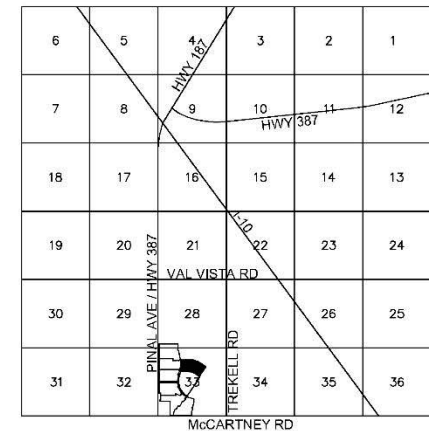 6 5 4 3 2 1
HWY 187
7 8 9 10 11 12
HWY 387
18 17 16 15 14 13
I-10
19 20 21 22 23 24
VAL VISTA RD
PINAL AVE / HWY 387
30 29 28 27 26 25
TREKELL RD
31 32 33 34 35 36
McCARTNEY RD